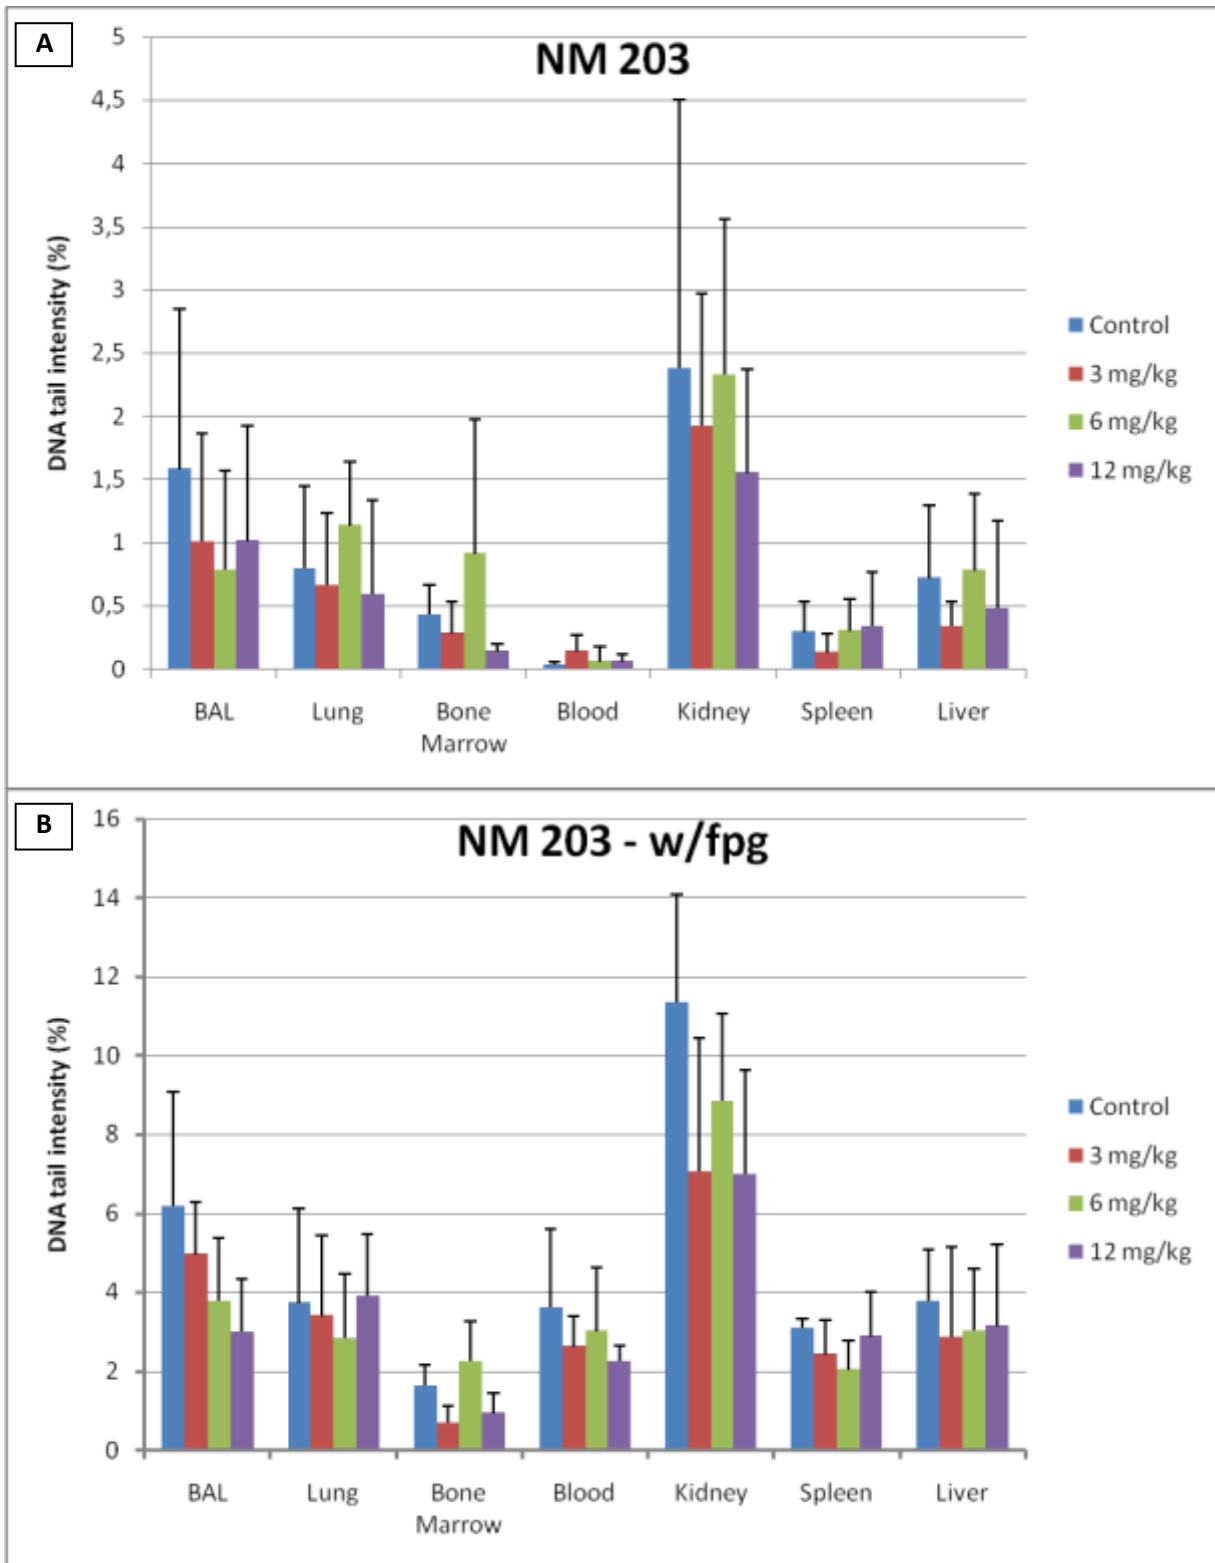 A
NM 203
5
4,5
4
3,5
3
2,5
2
1,5
1
0,5
0
DNA tail intensity (%)
BAL
Lung
Bone
Marrow
Blood
Kidney
Spleen
Liver
Control
3 mg/kg
6 mg/kg
12 mg/kg
B
NM 203 - w/fpg
16
14
12
10
8
6
4
2
0
DNA tail intensity (%)
BAL
Lung
Bone
Marrow
Blood
Kidney
Spleen
Liver
Control
3 mg/kg
6 mg/kg
12 mg/kg